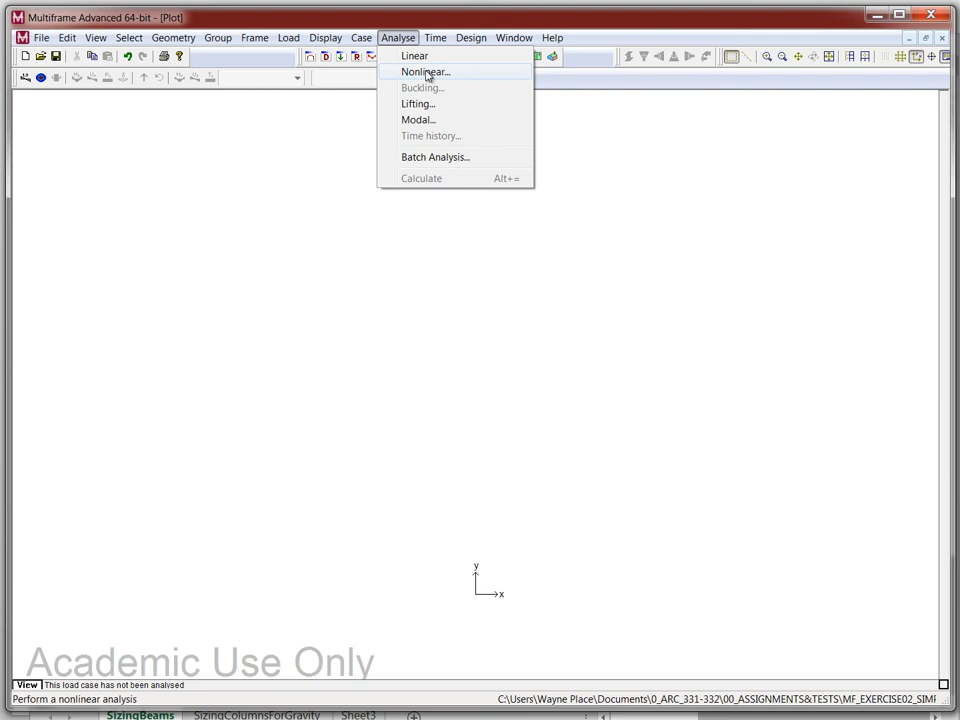 Multiframe Advanced 64-bit - [Plot]
File Edit View Select Geometry Group Frame Load Display Case Analyse Time Design Window Help
Linear
Nonlinear...
Buckling...
Lifting...
Modal...
Time history...
Batch Analysis...
Calculate Alt+=
y
x
Academic Use Only
View This load case has not been analysed
Perform a nonlinear analysis C:\Users\Wayne Place\Documents\0_ARC_331-332\00_ASSIGNMENTS&TESTS\MF_EXERCISE02_SIMF
SizingBeams SizingColumnsForGravity Sheet3